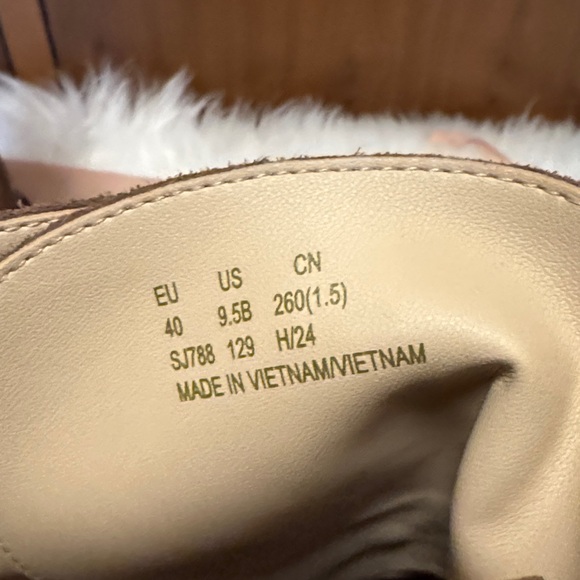 EU US CN
40 9.5B 260(1.5)
SJ788 129 H/24
MADE IN VIETNAM/VIETNAM